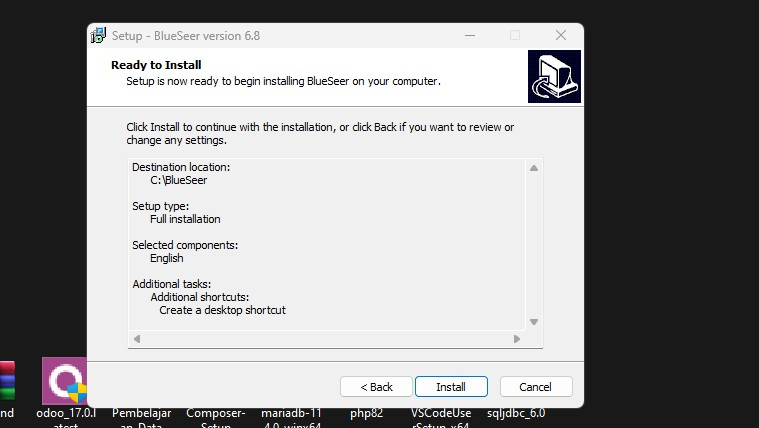 Setup - BlueSeer version 6.8
Ready to Install
Setup is now ready to begin installing BlueSeer on your computer.
Click Install to continue with the installation, or click Back if you want to review or
change any settings.
Destination location:
C:\BlueSeer
Setup type:
Full installation
Selected components:
English
Additional tasks:
Additional shortcuts:
Create a desktop shortcut
< Back
Install
Cancel
nd
odoo_17.0.l
atest
Pembelajar
an Data
Composer-
Setup
mariadb-11
4.0-winx64
php82
VSCodeUse
rSetup-x64
sqljdbc_6.0